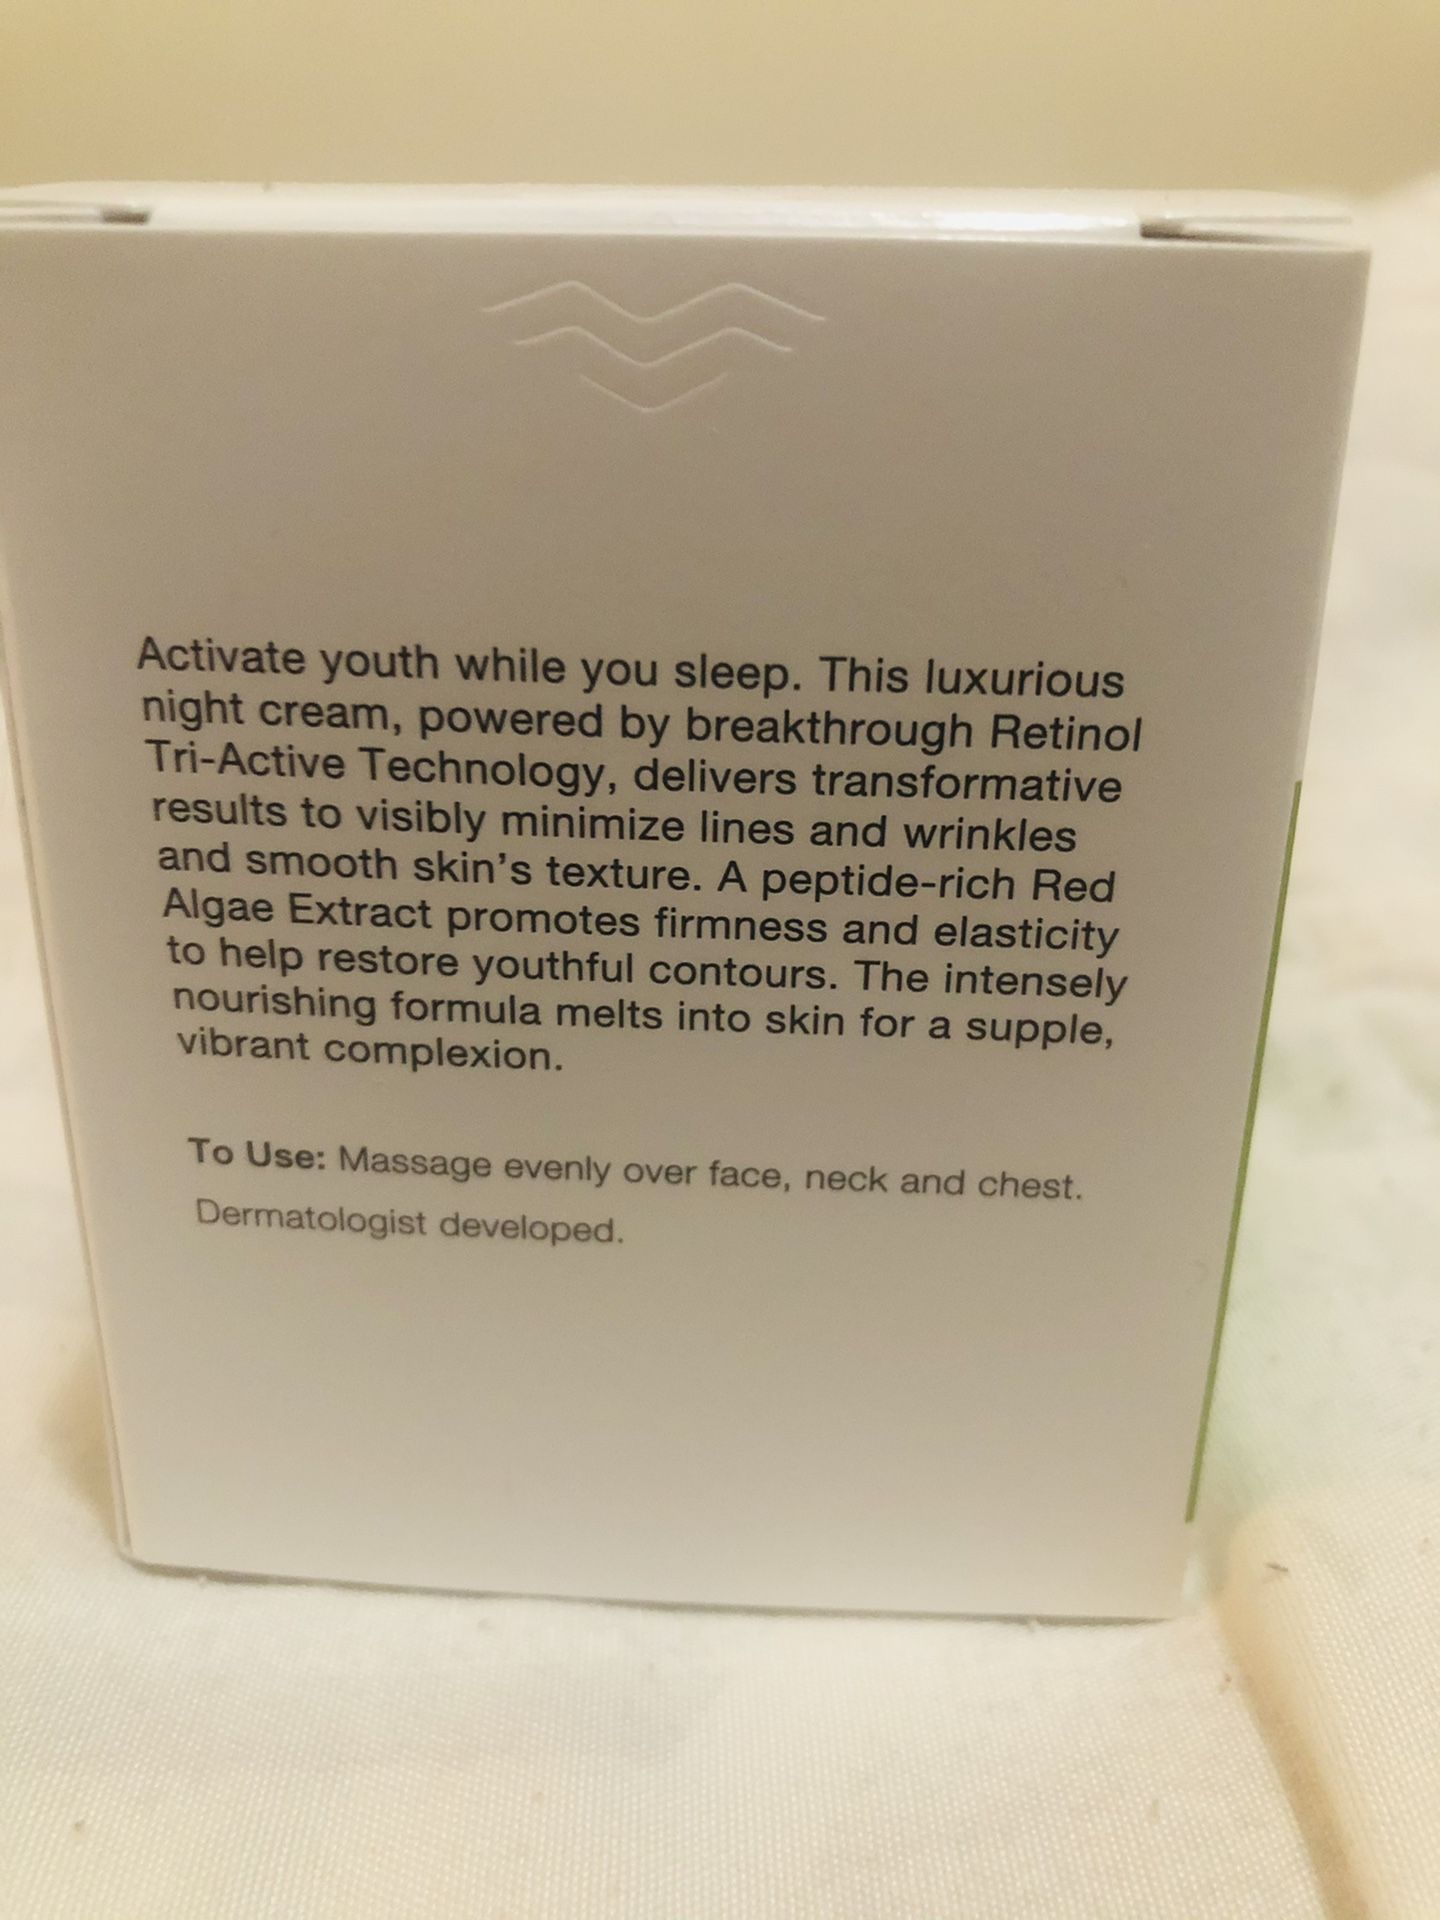 Activate youth while you sleep. This luxurious
night cream, powered by breakthrough Retinol
Tri-Active Technology, delivers transformative
results to visibly minimize lines and wrinkles
and smooth skin's texture. A peptide-rich Red
Algae Extract promotes firmness and elasticity
to help restore youthful contours. The intensely
nourishing formula melts into skin for a supple,
vibrant complexion.
To Use: Massage evenly over face, neck and chest.
Dermatologist developed.